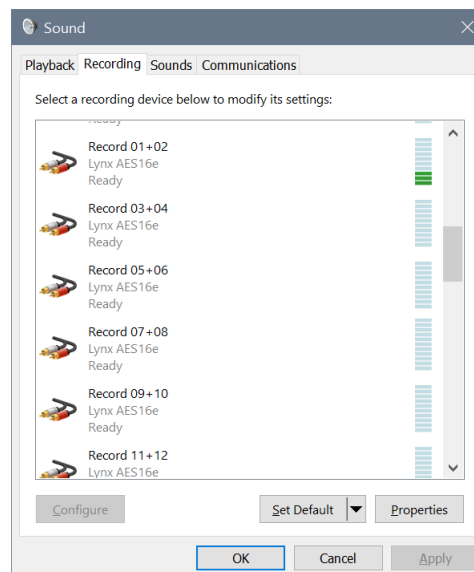 Sound
Playback Recording Sounds Communications
Select a recording device below to modify its settings:
Ready
Record 01+02
Lynx AES16e
Ready
Record 03+04
Lynx AES16e
Ready
Record 05+06
Lynx AES16e
Ready
Record 07+08
Lynx AES16e
Ready
Record 09+10
Lynx AES16e
Ready
Record 11+12
Lynx AES16e
Configure Set Default Properties
OK Cancel Apply